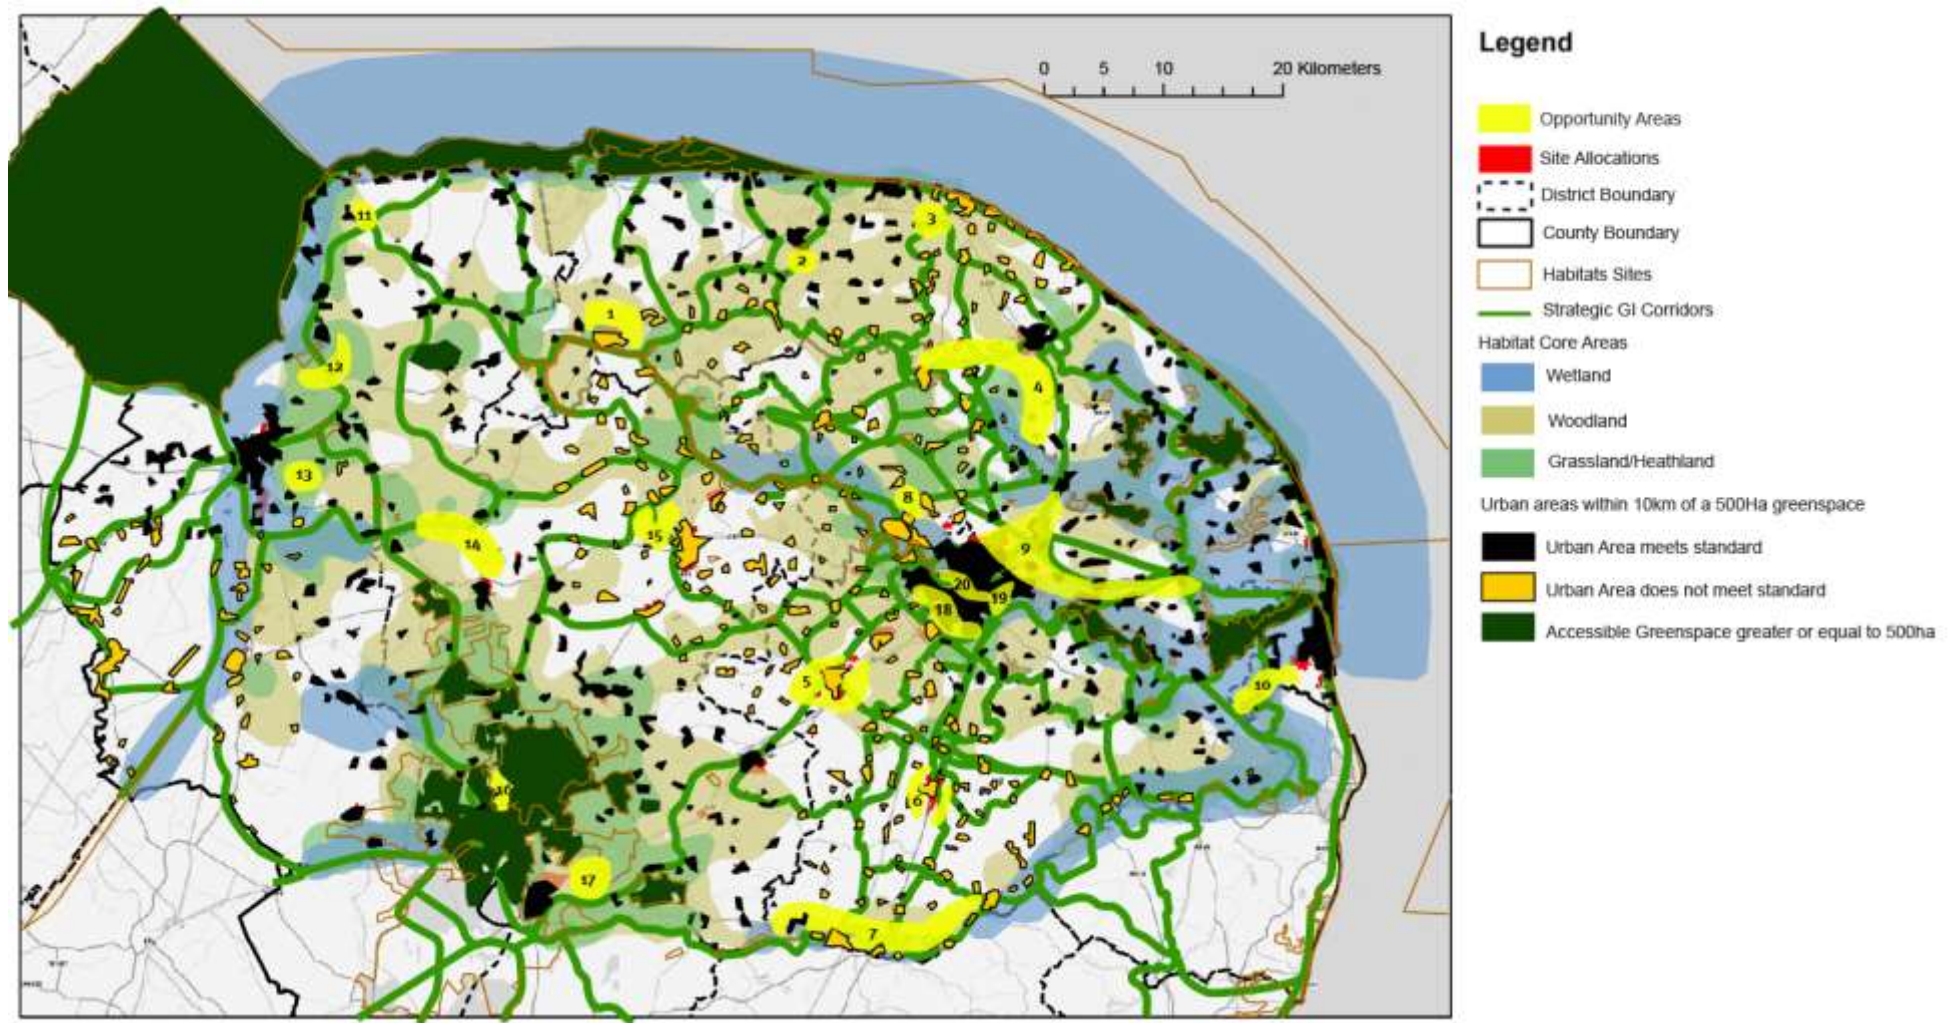 Legend
0 5 10 20 Kilometers
Opportunity Areas
Site Allocations
District Boundary
County Boundary
Habitats Sites
Strategic GI Corridors
Habitat Core Areas
Wetland
Woodland
Grassland/Heathland
Urban areas within 10km of a 500Ha greenspace
Urban Area meets standard
Urban Area does not meet standard
Accessible Greenspace greater or equal to 500ha
11
3
2
1
12
4
13
8
14
15
9
20
19
18
5
10
16
6
17
7